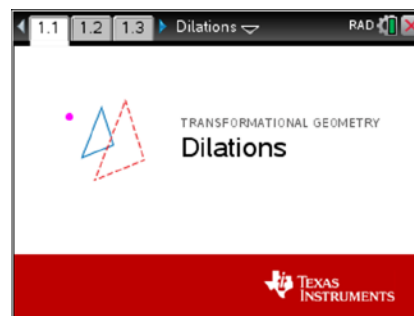 1.1 1.2 1.3 Dilations RAD
TRANSFORMATIONAL GEOMETRY
Dilations
TEXAS
INSTRUMENTS